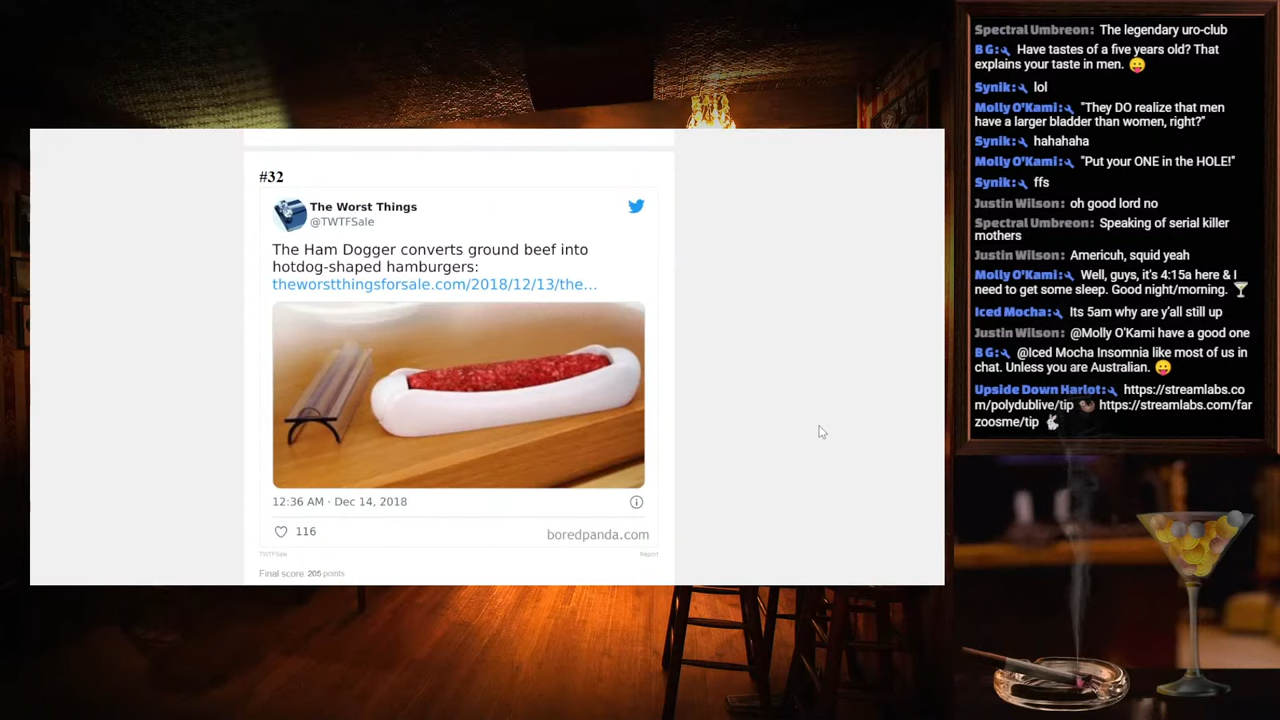 #32
The Worst Things
@TWTFSale
The Ham Dogger converts ground beef into
hotdog-shaped hamburgers:
theworstthingsforsale.com/2018/12/13/the…
12:36 AM · Dec 14, 2018
116
boredpanda.com
TWTFSale
Report
Final score: 205 points
Spectral Umbreon: The legendary uro-club
BG: Have tastes of a five years old? That
explains your taste in men. 😛
Synik: lol
Molly O'Kami: "They DO realize that men
have a larger bladder than women, right?"
Synik: hahahaha
Molly O'Kami: "Put your ONE in the HOLE!"
Synik: ffs
Justin Wilson: oh good lord no
Spectral Umbreon: Speaking of serial killer
mothers
Justin Wilson: Americuh, squid yeah
Molly O'Kami: Well, guys, it's 4:15a here & I
need to get some sleep. Good night/morning. 🍸
Iced Mocha: Its 5am why are y'all still up
Justin Wilson: @Molly O'Kami have a good one
BG: @Iced Mocha Insomnia like most of us in
chat. Unless you are Australian. 😛
Upside Down Harlot: https://streamlabs.co
m/polydublive/tip 🦦 https://streamlabs.com/far
zoosme/tip 🐇